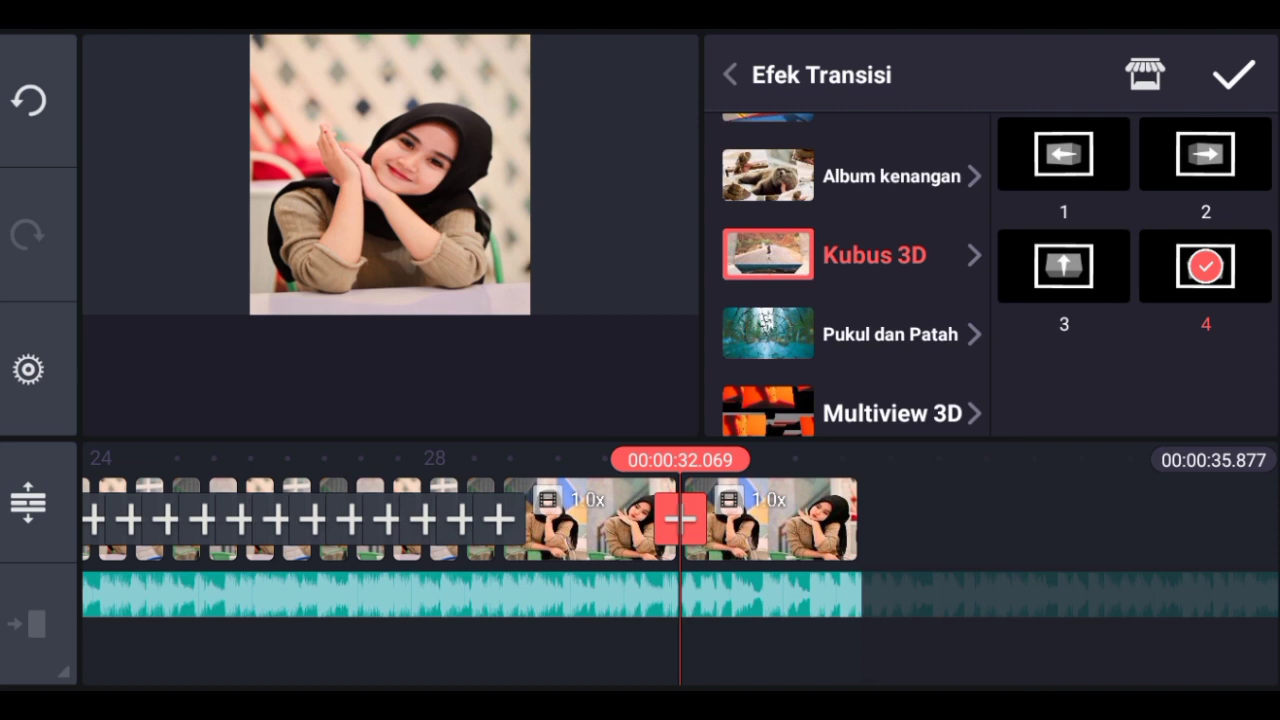 Efek Transisi
Album kenangan
Kubus 3D
Pukul dan Patah
Multiview 3D
1
2
3
4
24
28
00:00:32.069
00:00:35.877
1.0x
1.0x